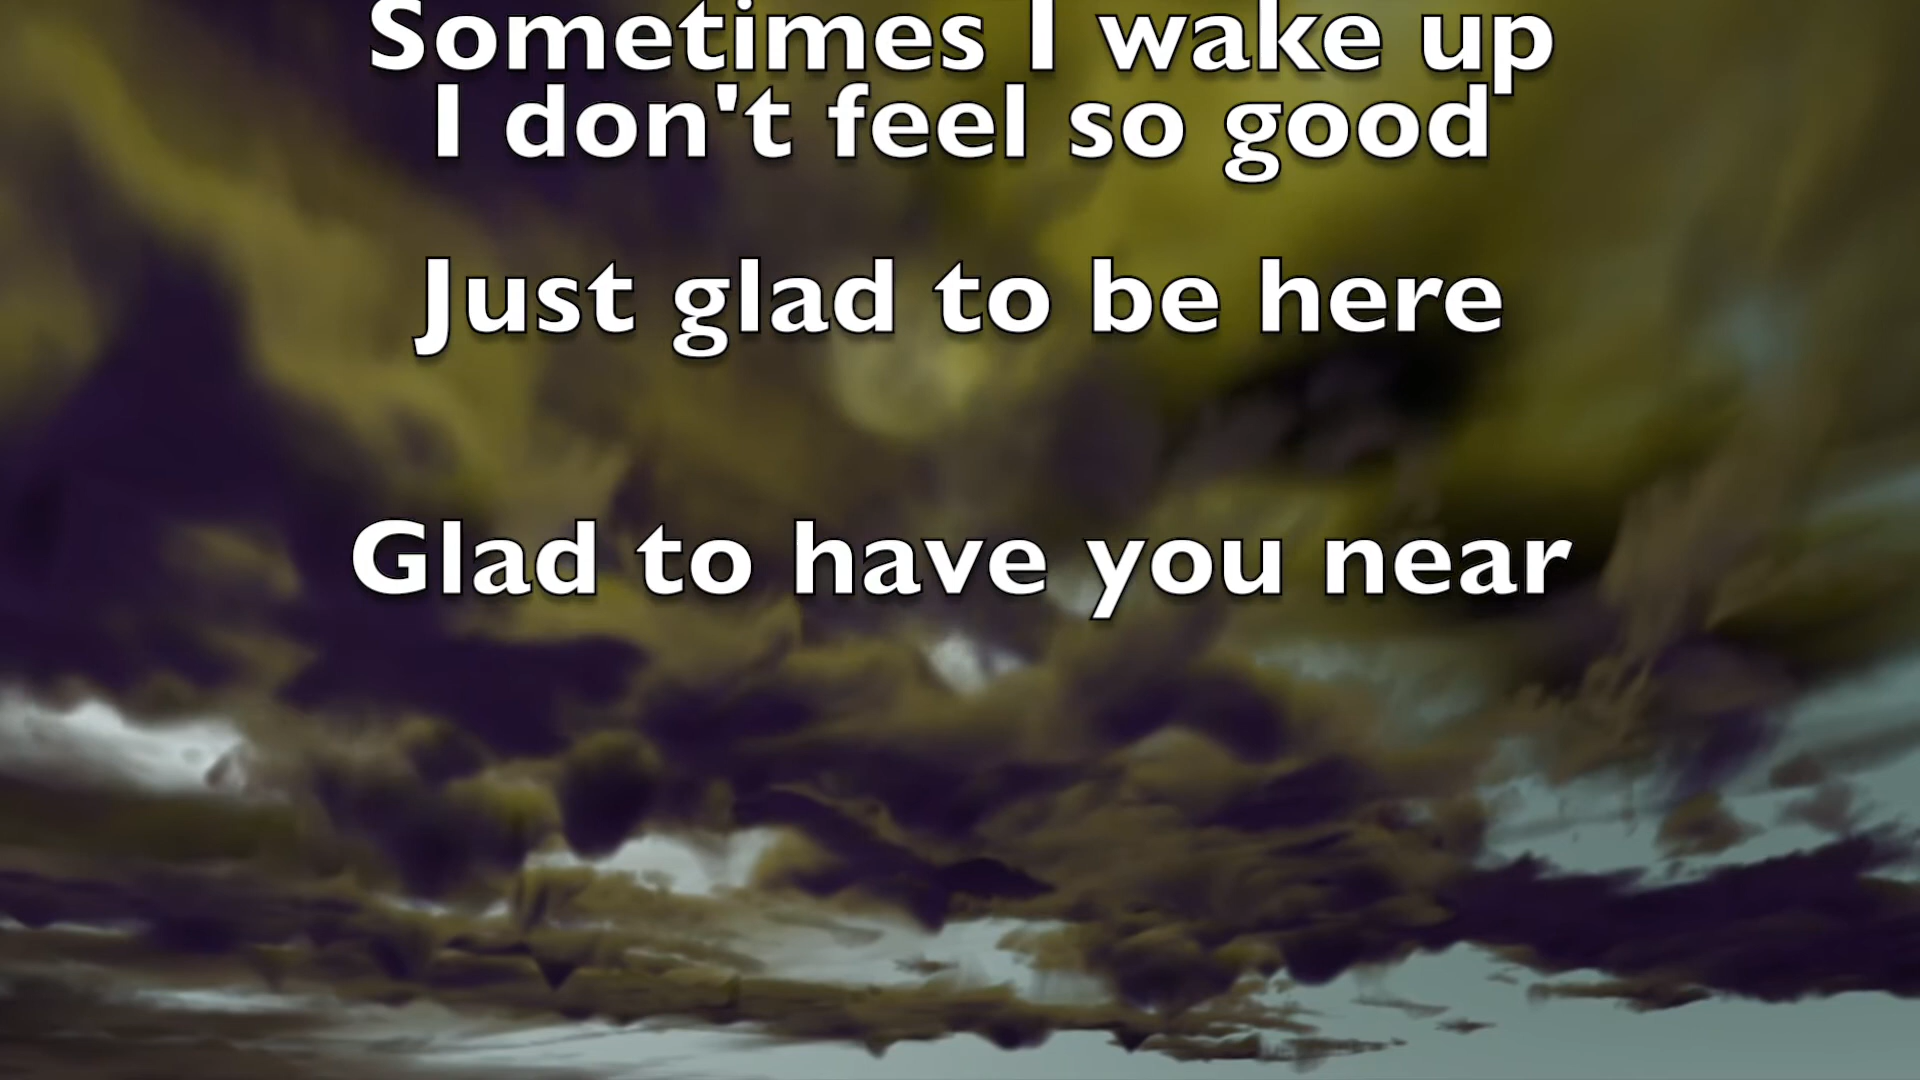 Sometimes I wake up
I don't feel so good
Just glad to be here
Glad to have you near